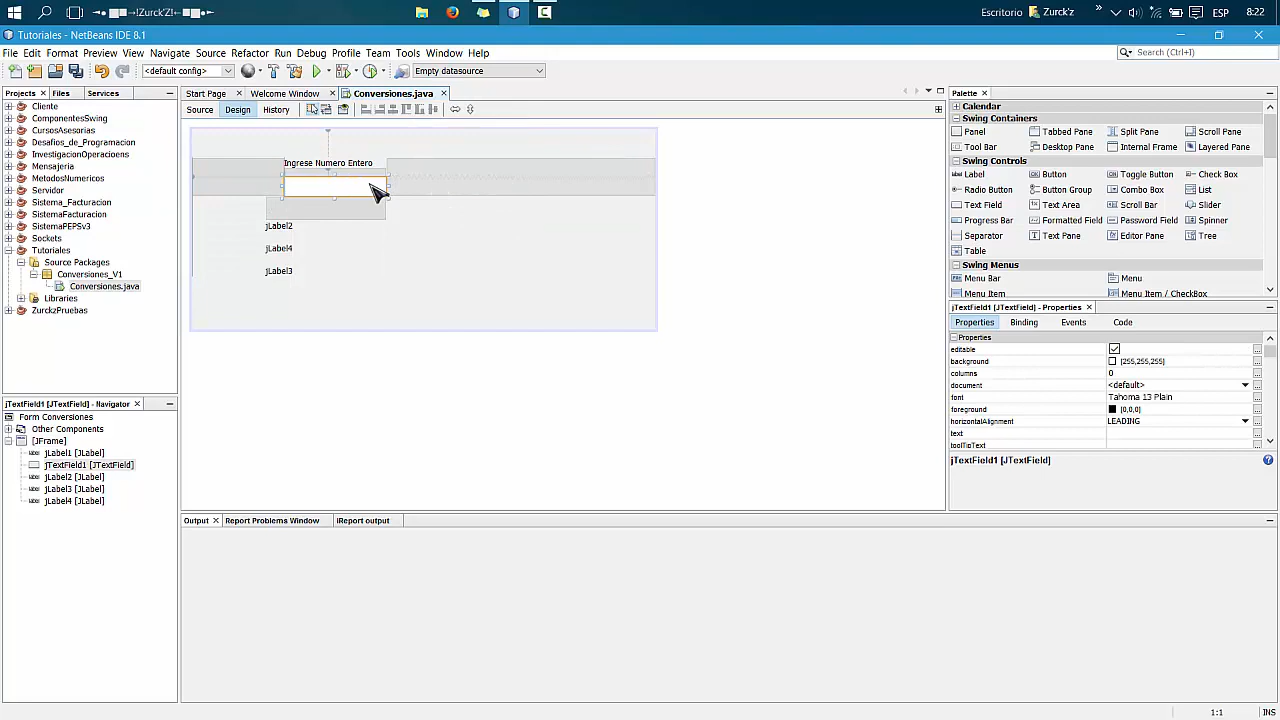 →■■→!Zurck'Z!←■■←
Escritorio Zurck'z ESP 8:22
Tutoriales - NetBeans IDE 8.1
File Edit Format Preview View Navigate Source Refactor Run Debug Profile Team Tools Window Help
Search (Ctrl+I)
<default config> Empty datasource
Projects Files Services
Cliente
ComponentesSwing
CursosAsesorias
Desafios_de_Programacion
InvestigacionOperacioens
Mensajería
MetodosNumericos
Servidor
Sistema_Facturacion
SistemaFacturacion
SistemaPEPSv3
Sockets
Tutoriales
Source Packages
Conversiones_V1
Conversiones.java
Libraries
ZurckzPruebas
jTextField1 [JTextField] - Navigator
Form Conversiones
Other Components
[JFrame]
jLabel1 [JLabel]
jTextField1 [JTextField]
jLabel2 [JLabel]
jLabel3 [JLabel]
jLabel4 [JLabel]
Start Page Welcome Window Conversiones.java
Source Design History
Ingrese Numero Entero
jLabel2
jLabel4
jLabel3
Output Report Problems Window IReport output
Palette
Calendar
Swing Containers
Panel Tabbed Pane Split Pane Scroll Pane
Tool Bar Desktop Pane Internal Frame Layered Pane
Swing Controls
Label Button Toggle Button Check Box
Radio Button Button Group Combo Box List
Text Field Text Area Scroll Bar Slider
Progress Bar Formatted Field Password Field Spinner
Separator Text Pane Editor Pane Tree
Table
Swing Menus
Menu Bar Menu
Menu Item Menu Item / CheckBox
jTextField1 [JTextField] - Properties
Properties Binding Events Code
Properties
editable
background [255,255,255]
columns 0
document <default>
font Tahoma 13 Plain
foreground [0,0,0]
horizontalAlignment LEADING
text
toolTipText
jTextField1 [JTextField]
1:1 INS